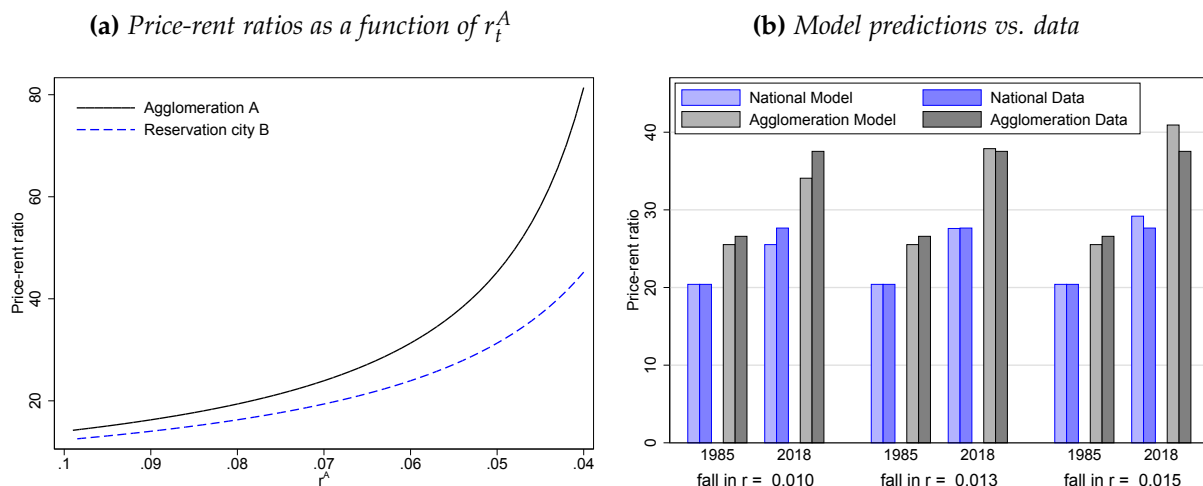 (a) Price-rent ratios as a function of r_t^A
Agglomeration A
Reservation city B
Price-rent ratio
80
60
40
20
.1 .09 .08 .07 .06 .05 .04
r^A
(b) Model predictions vs. data
National Model National Data
Agglomeration Model Agglomeration Data
Price-rent ratio
40
30
20
10
0
1985 2018 1985 2018 1985 2018
fall in r = 0.010 fall in r = 0.013 fall in r = 0.015